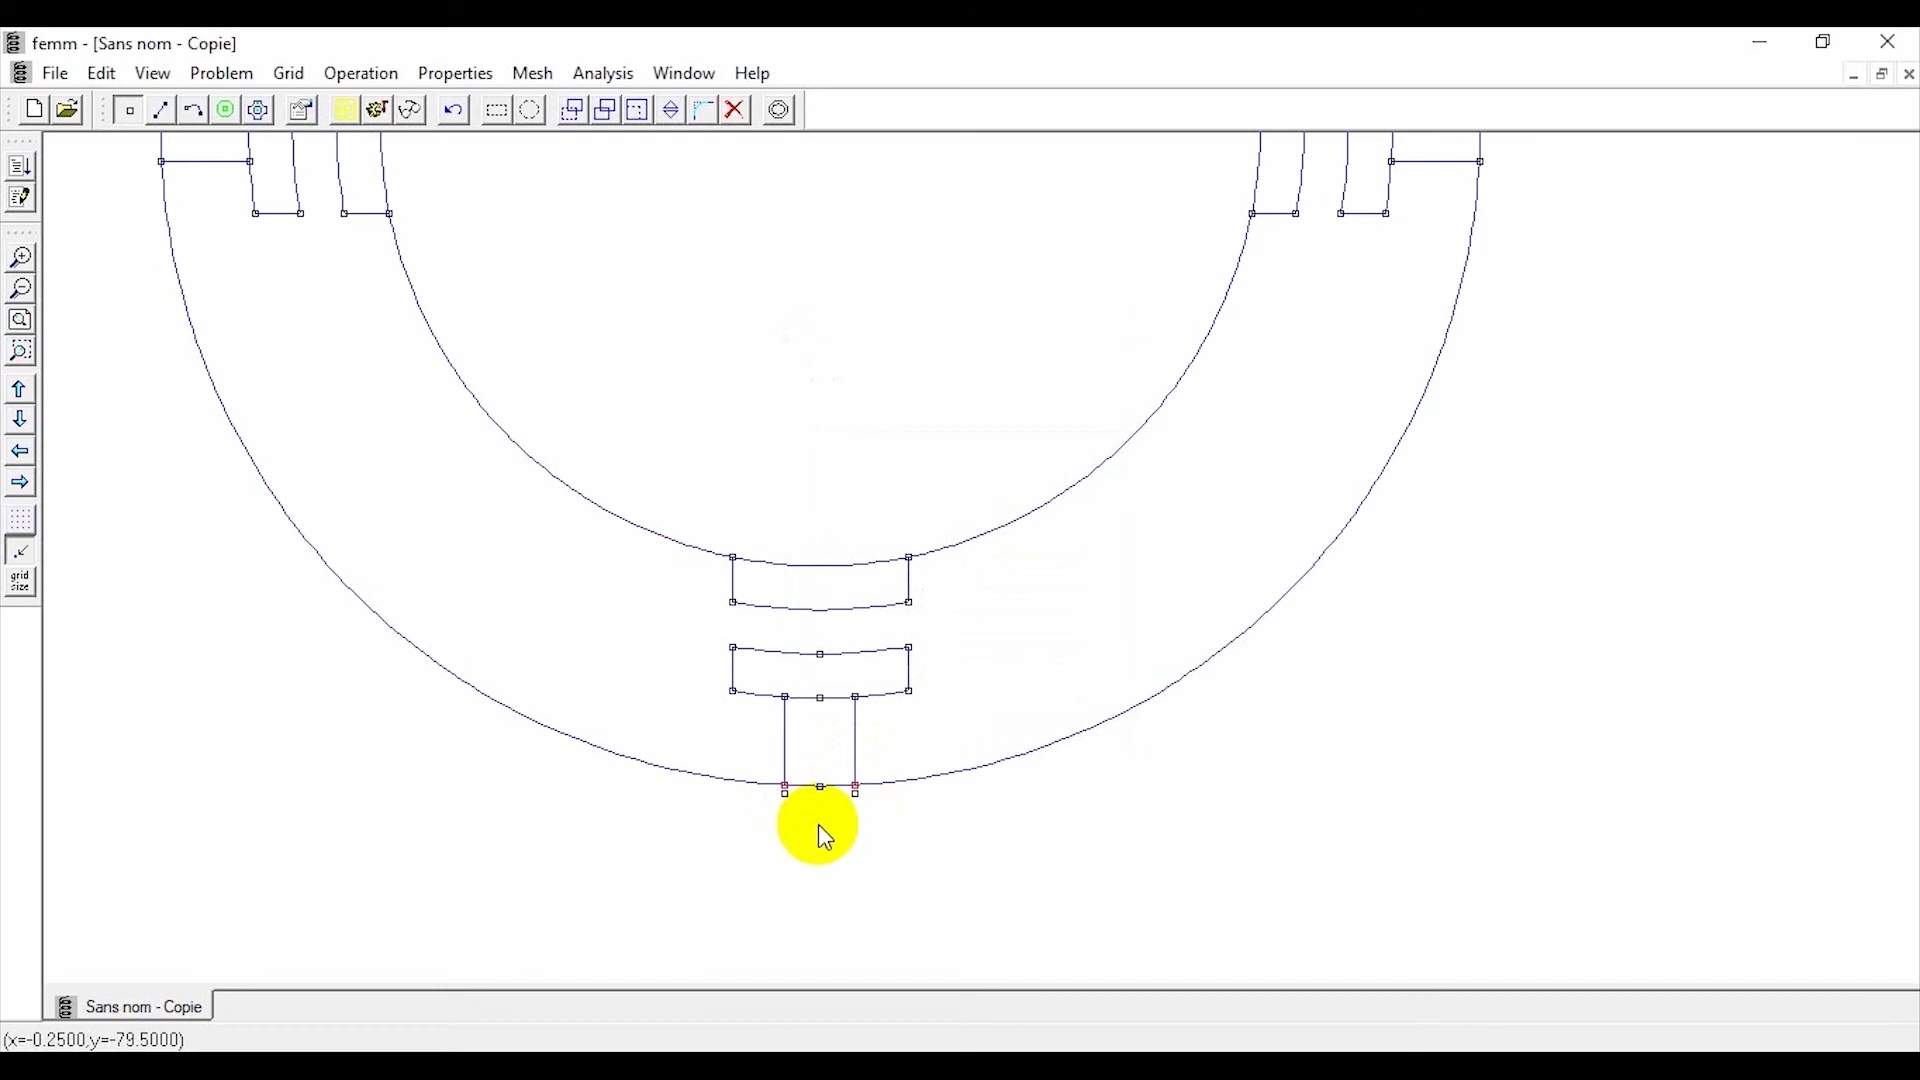 femm - [Sans nom - Copie]
File Edit View Problem Grid Operation Properties Mesh Analysis Window Help
grid
size
Sans nom - Copie
(x=-0.2500,y=-79.5000)